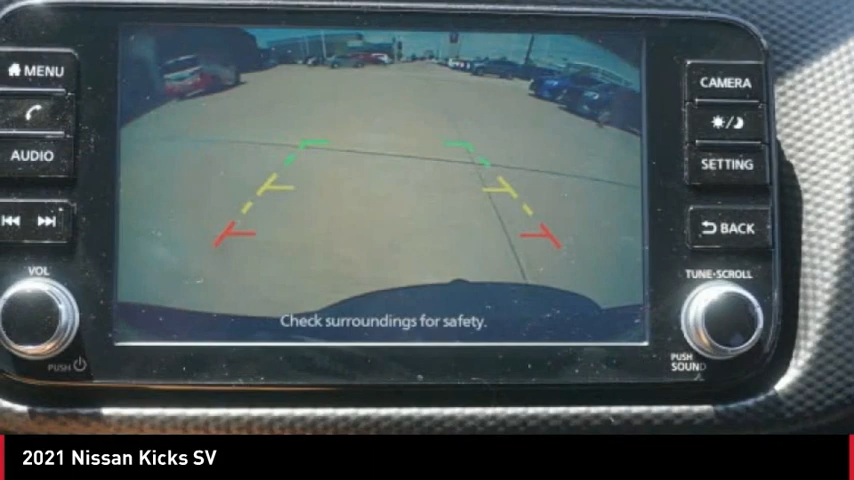 MENU
AUDIO
VOL
PUSH
CAMERA
SETTING
BACK
TUNE·SCROLL
PUSH
SOUND
Check surroundings for safety.
2021 Nissan Kicks SV